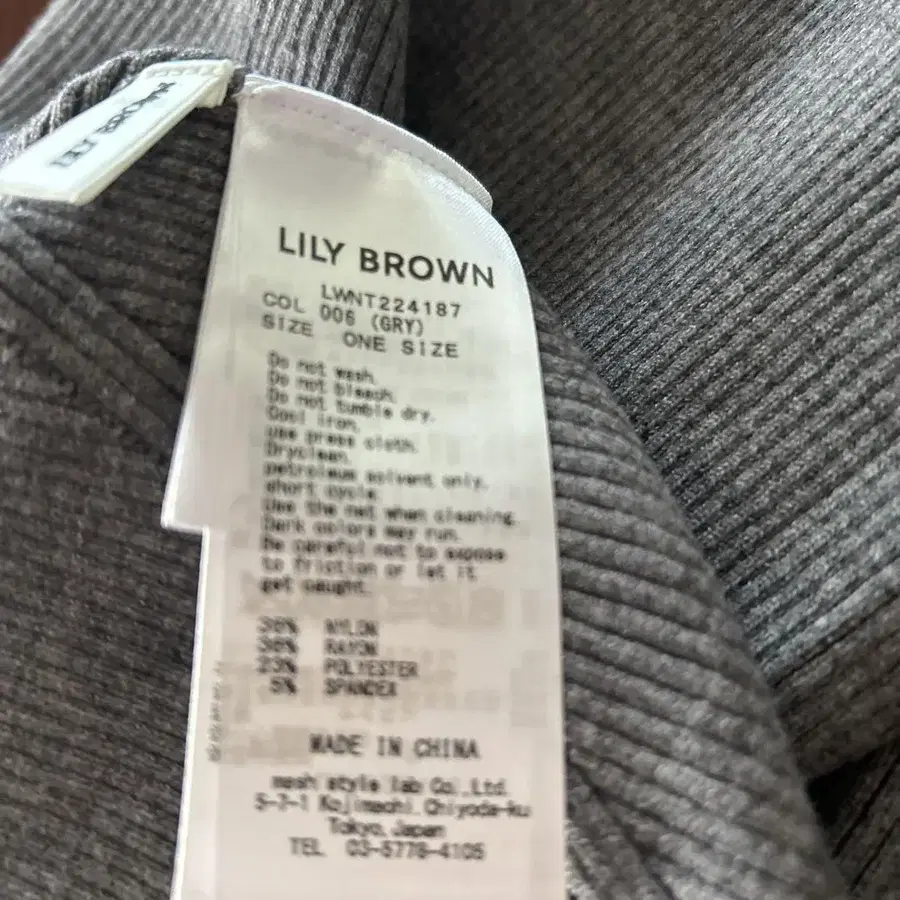 LILY BROWN
LILY BROWN
LWNT224187
COL 006 (GRY)
SIZE ONE SIZE
Do not wash.
Do not bleach.
Do not tumble dry.
Cool iron,
use press cloth.
Dryclean.
petroleum solvent only.
short cycle.
Use the net when cleaning.
Dark colors may run.
Be careful not to expose
to friction or let it
get caught.
36% NYLON
36% RAYON
23% POLYESTER
5% SPANDEX
MADE IN CHINA
mash style lab Co.,Ltd.
5-7-1 Kojimachi,Chiyoda-ku
Tokyo,Japan
TEL